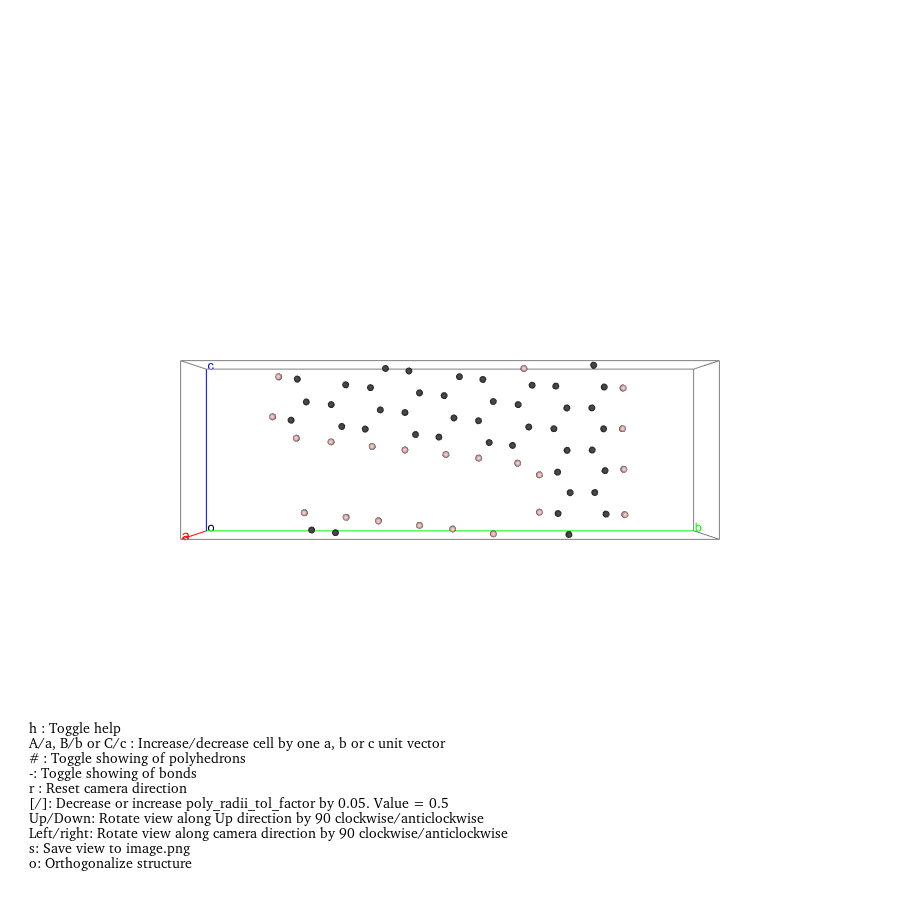 c
o
b
a
h : Toggle help
A/a, B/b or C/c : Increase/decrease cell by one a, b or c unit vector
# : Toggle showing of polyhedrons
-: Toggle showing of bonds
r : Reset camera direction
[/]: Decrease or increase poly_radii_tol_factor by 0.05. Value = 0.5
Up/Down: Rotate view along Up direction by 90 clockwise/anticlockwise
Left/right: Rotate view along camera direction by 90 clockwise/anticlockwise
s: Save view to image.png
o: Orthogonalize structure